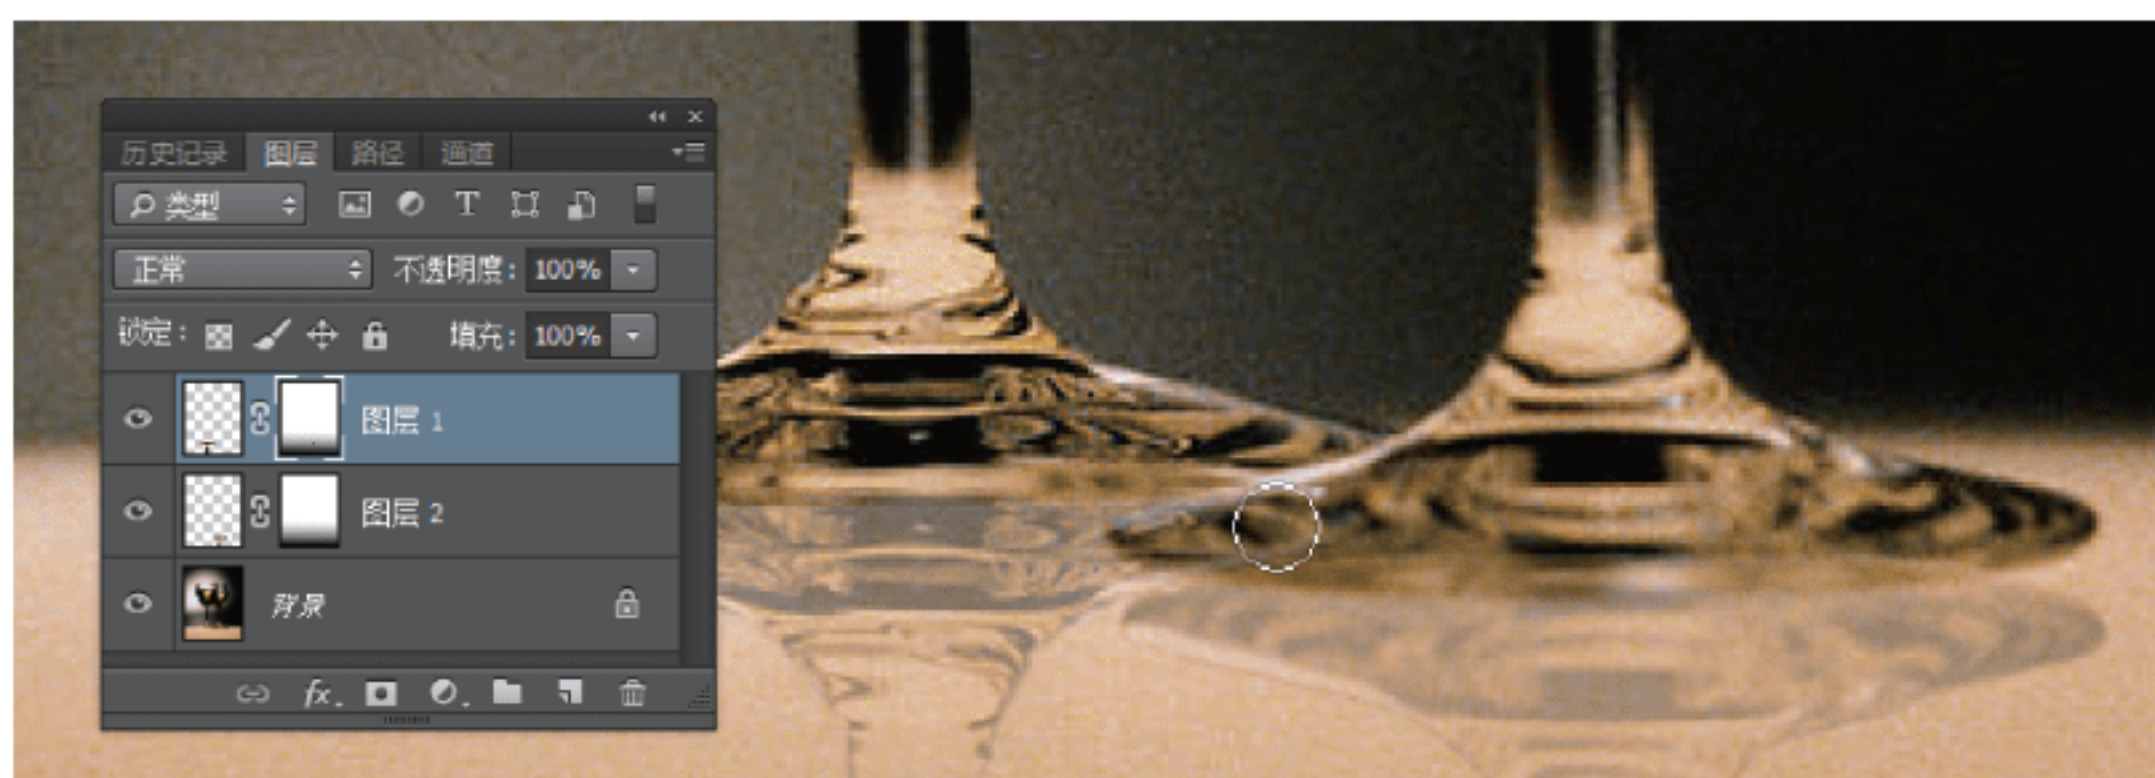 历史记录 图层 路径 通道
类型 T
正常 不透明度: 100%
锁定: 填充: 100%
图层 1
图层 2
背景
fx.